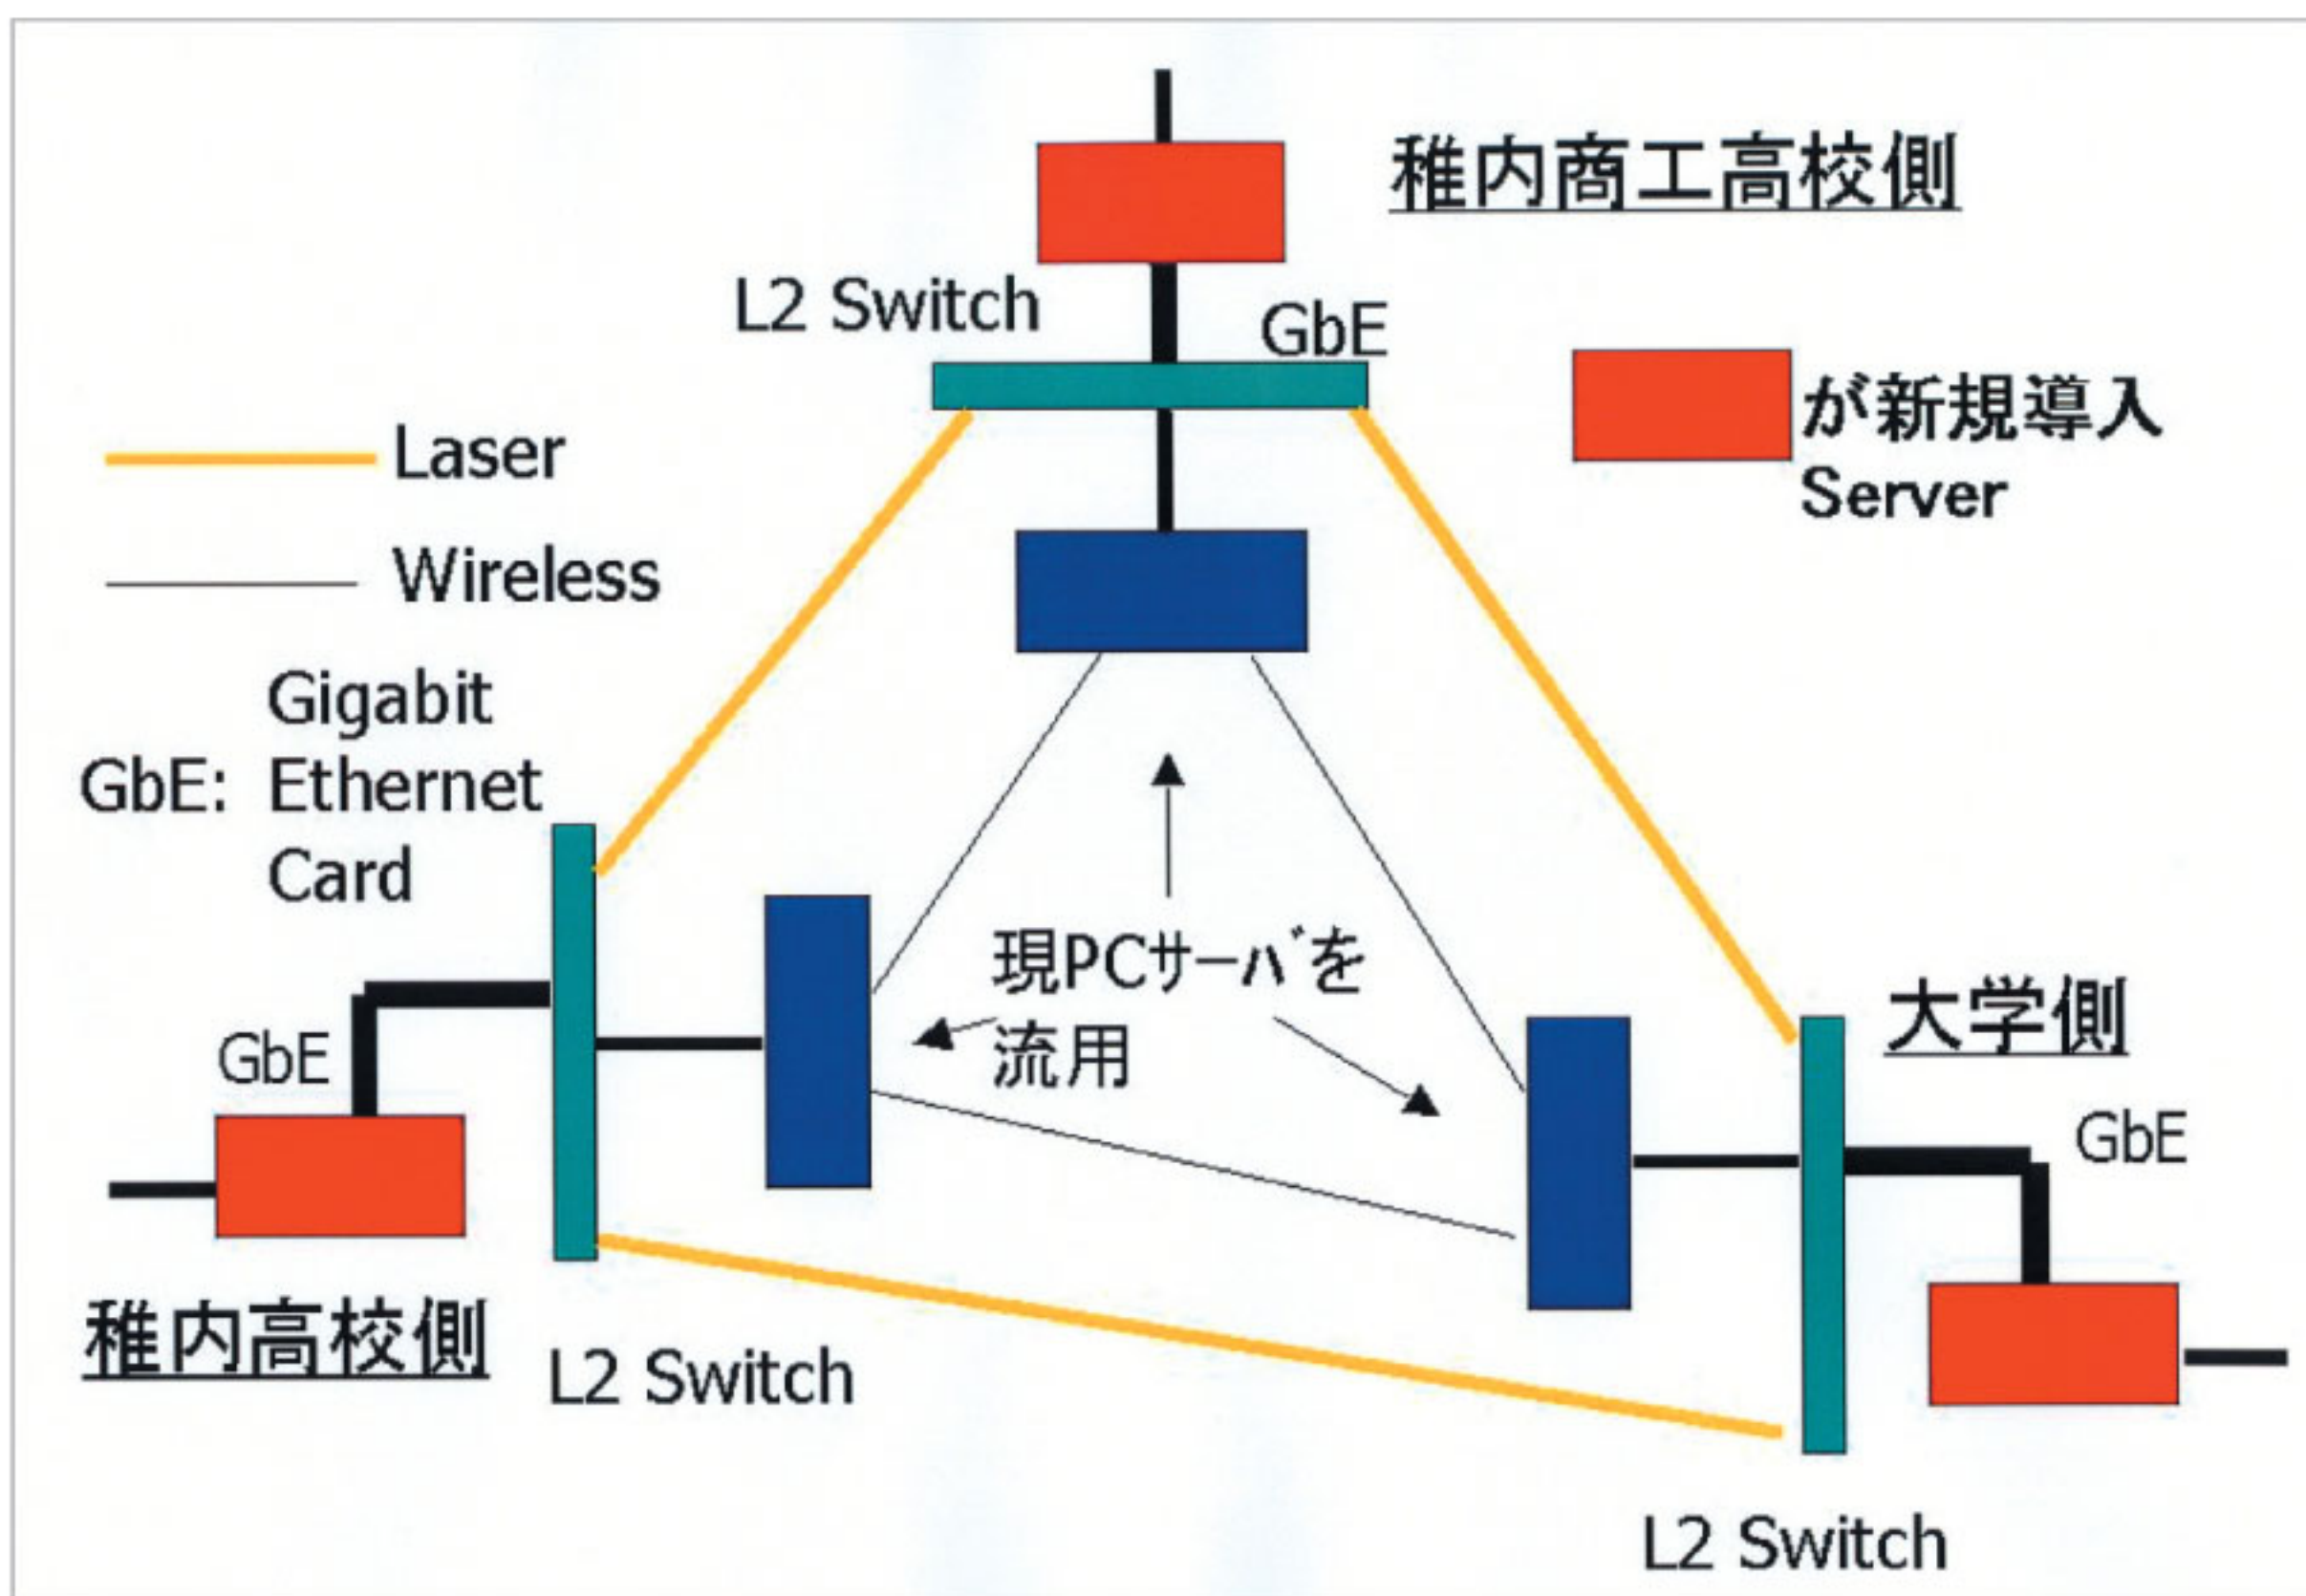 稚内商工高校側
L2 Switch
GbE
が新規導入
Server
Laser
Wireless
Gigabit
GbE: Ethernet
Card
現PCｻｰﾊﾞを
流用
大学側
GbE
GbE
稚内高校側
L2 Switch
L2 Switch